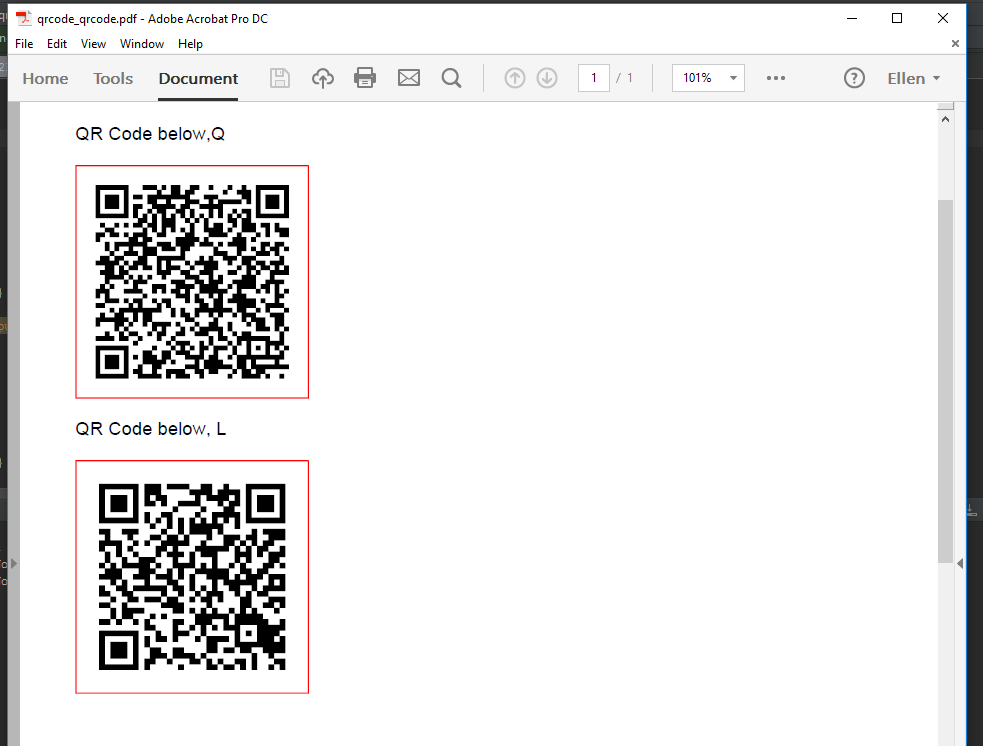 qrcode_qrcode.pdf - Adobe Acrobat Pro DC
File Edit View Window Help
Home Tools Document 1 / 1 101% Ellen
QR Code below,Q
QR Code below, L